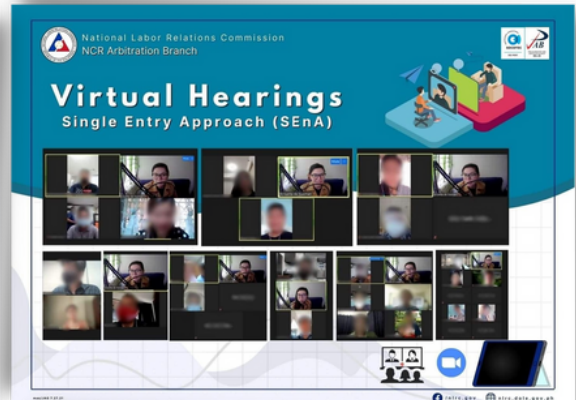 National Labor Relations Commission
NCR Arbitration Branch
Virtual Hearings
Single Entry Approach (SEnA)